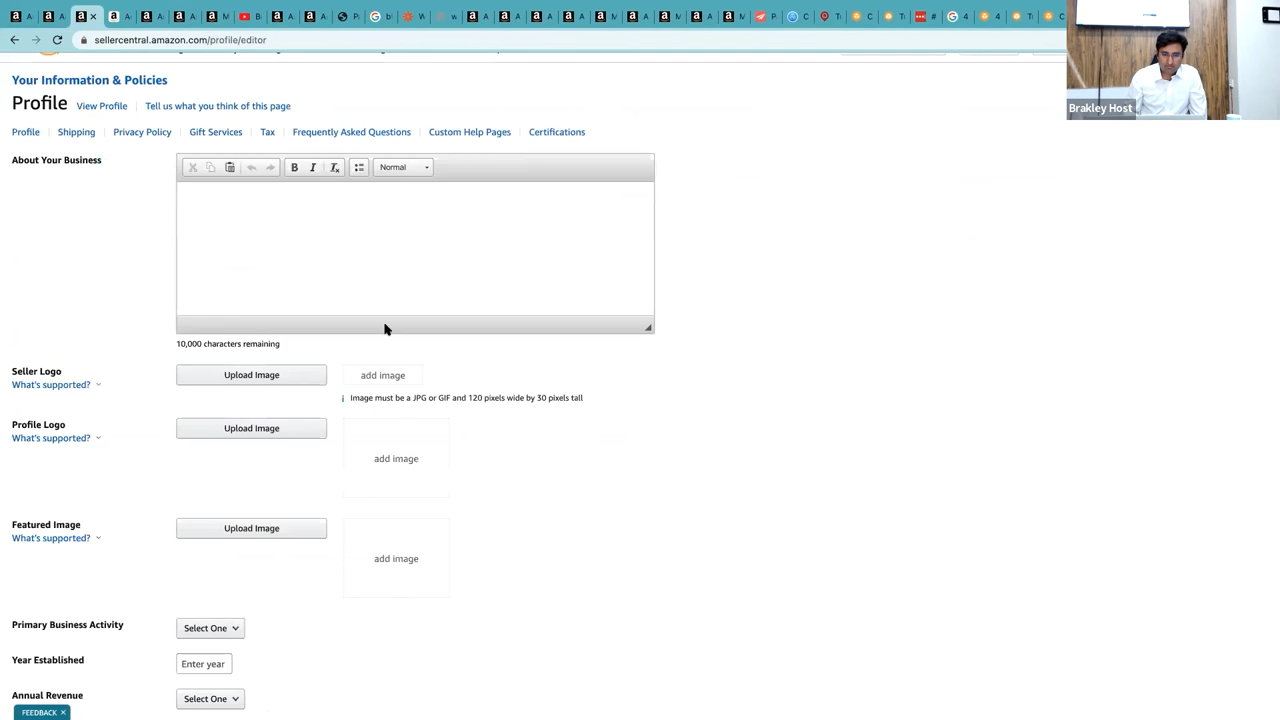 sellercentral.amazon.com/profile/editor
Brakley Host
Your Information & Policies
Profile View Profile Tell us what you think of this page
Profile Shipping Privacy Policy Gift Services Tax Frequently Asked Questions Custom Help Pages Certifications
About Your Business
B I Tx Normal
10,000 characters remaining
Seller Logo Upload Image add image
What's supported?
Image must be a JPG or GIF and 120 pixels wide by 30 pixels tall
Profile Logo Upload Image
What's supported?
add image
Featured Image Upload Image
What's supported?
add image
Primary Business Activity Select One
Year Established Enter year
Annual Revenue Select One
FEEDBACK ×